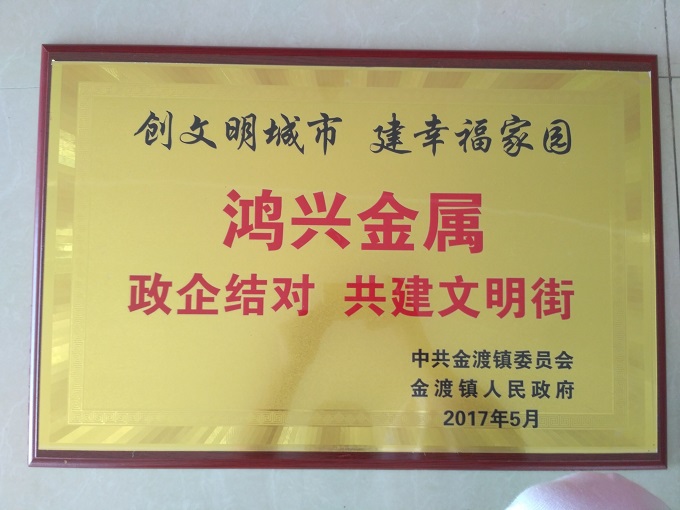 创文明城市 建幸福家园
鸿兴金属
政企结对 共建文明街
中共金渡镇委员会
金渡镇人民政府
2017年5月